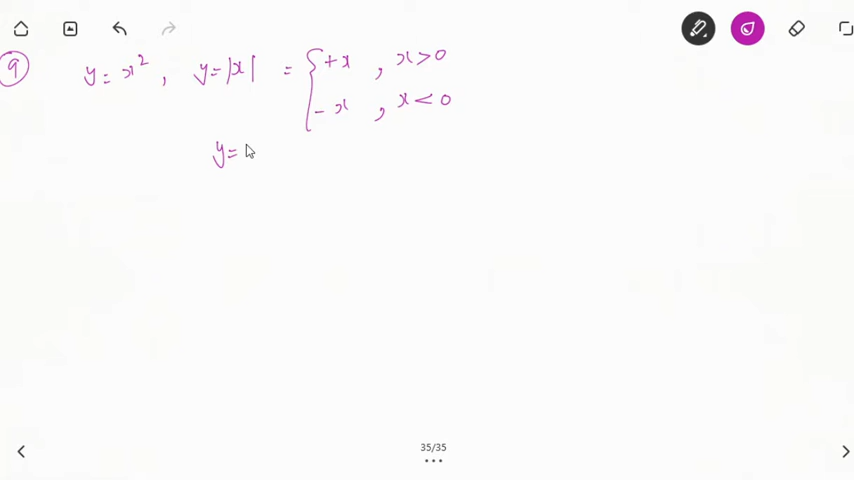 ⑨ y = x², y = |x| = { +x , x > 0
- x , x < 0
y =
35/35